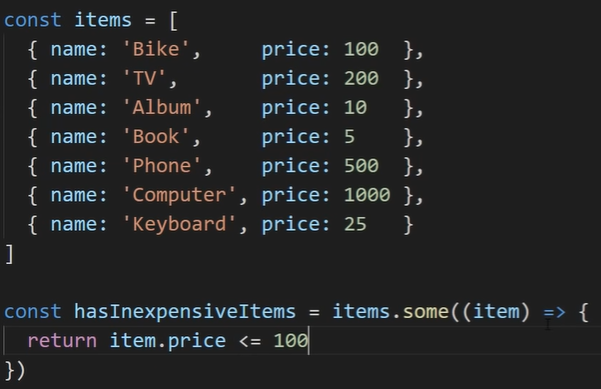 const items = [
  { name: 'Bike',     price: 100  },
  { name: 'TV',       price: 200  },
  { name: 'Album',    price: 10   },
  { name: 'Book',     price: 5    },
  { name: 'Phone',    price: 500  },
  { name: 'Computer', price: 1000 },
  { name: 'Keyboard', price: 25   }
]

const hasInexpensiveItems = items.some((item) => {
  return item.price <= 100
})